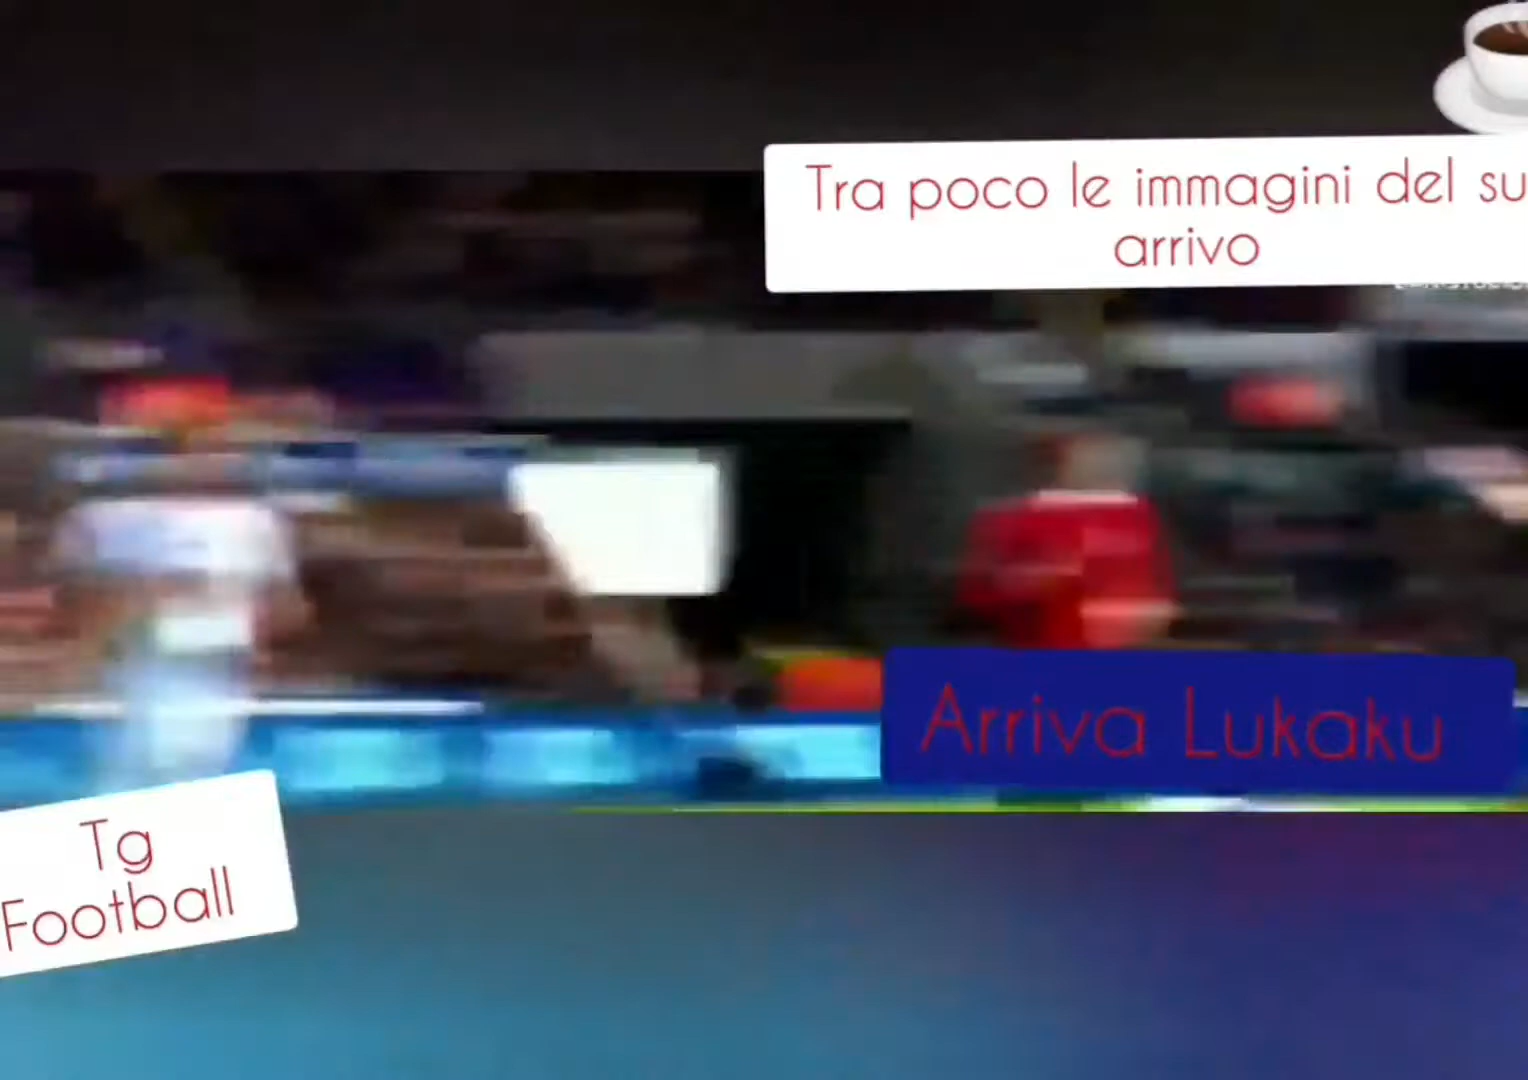 Tra poco le immagini del su
arrivo
Arriva Lukaku
Tg
Football